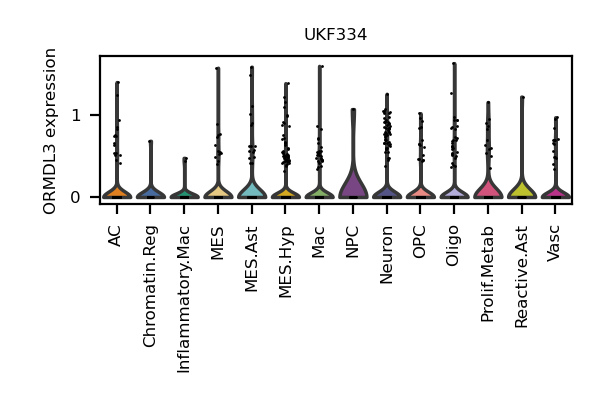 UKF334
ORMDL3 expression
1
0
AC
Chromatin.Reg
Inflammatory.Mac
MES
MES.Ast
MES.Hyp
Mac
NPC
Neuron
OPC
Oligo
Prolif.Metab
Reactive.Ast
Vasc